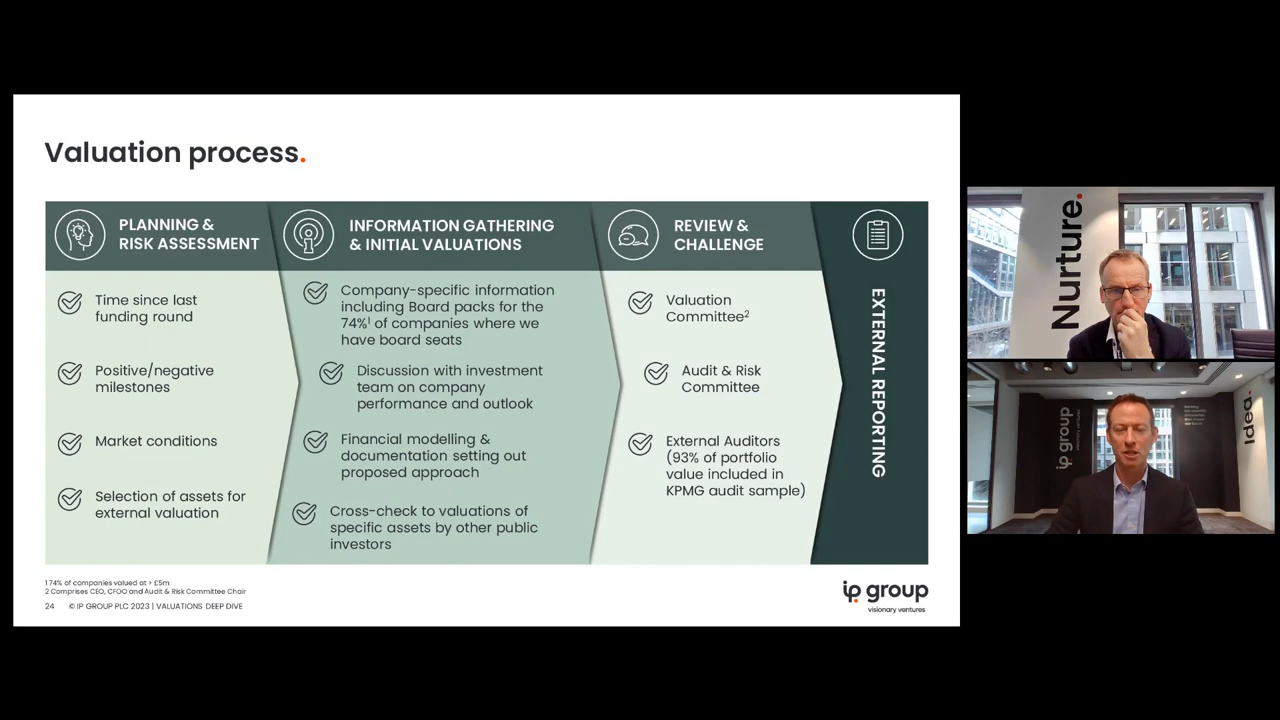 Valuation process.
PLANNING &
RISK ASSESSMENT
Time since last
funding round
Positive/negative
milestones
Market conditions
Selection of assets for
external valuation
INFORMATION GATHERING
& INITIAL VALUATIONS
Company-specific information
including Board packs for the
74%¹ of companies where we
have board seats
Discussion with investment
team on company
performance and outlook
Financial modelling &
documentation setting out
proposed approach
Cross-check to valuations of
specific assets by other public
investors
REVIEW &
CHALLENGE
Valuation
Committee²
Audit & Risk
Committee
External Auditors
(93% of portfolio
value included in
KPMG audit sample)
EXTERNAL REPORTING
1 74% of companies valued at > £5m
2 Comprises CEO, CFOO and Audit & Risk Committee Chair
24 © IP GROUP PLC 2023 | VALUATIONS DEEP DIVE
ip group
visionary ventures
Nurture.
ip group
visionary ventures
Idea.